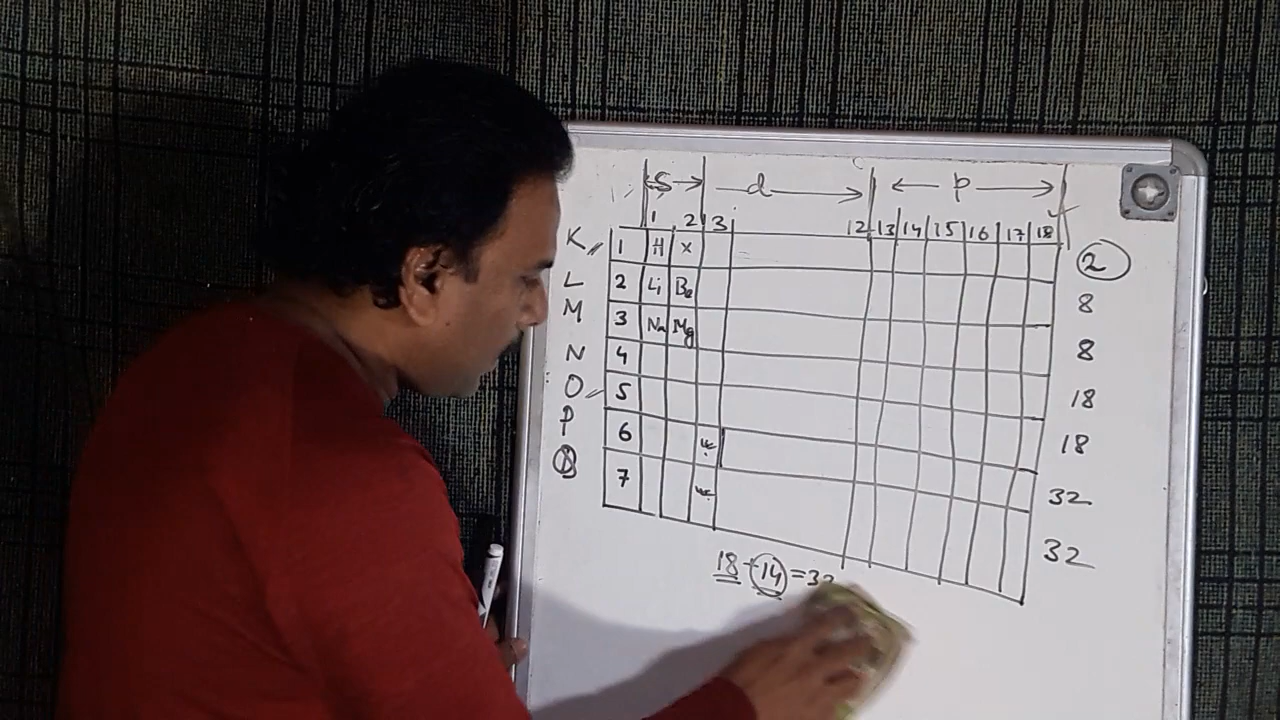 S d p
1 2 3 12 13 14 15 16 17 18
K 1 H x 2
L 2 Li Be 8
M 3 Na Mg 8
N 4 18
O 5 18
P 6 * 32
7 * 32
18 + 14 = 32